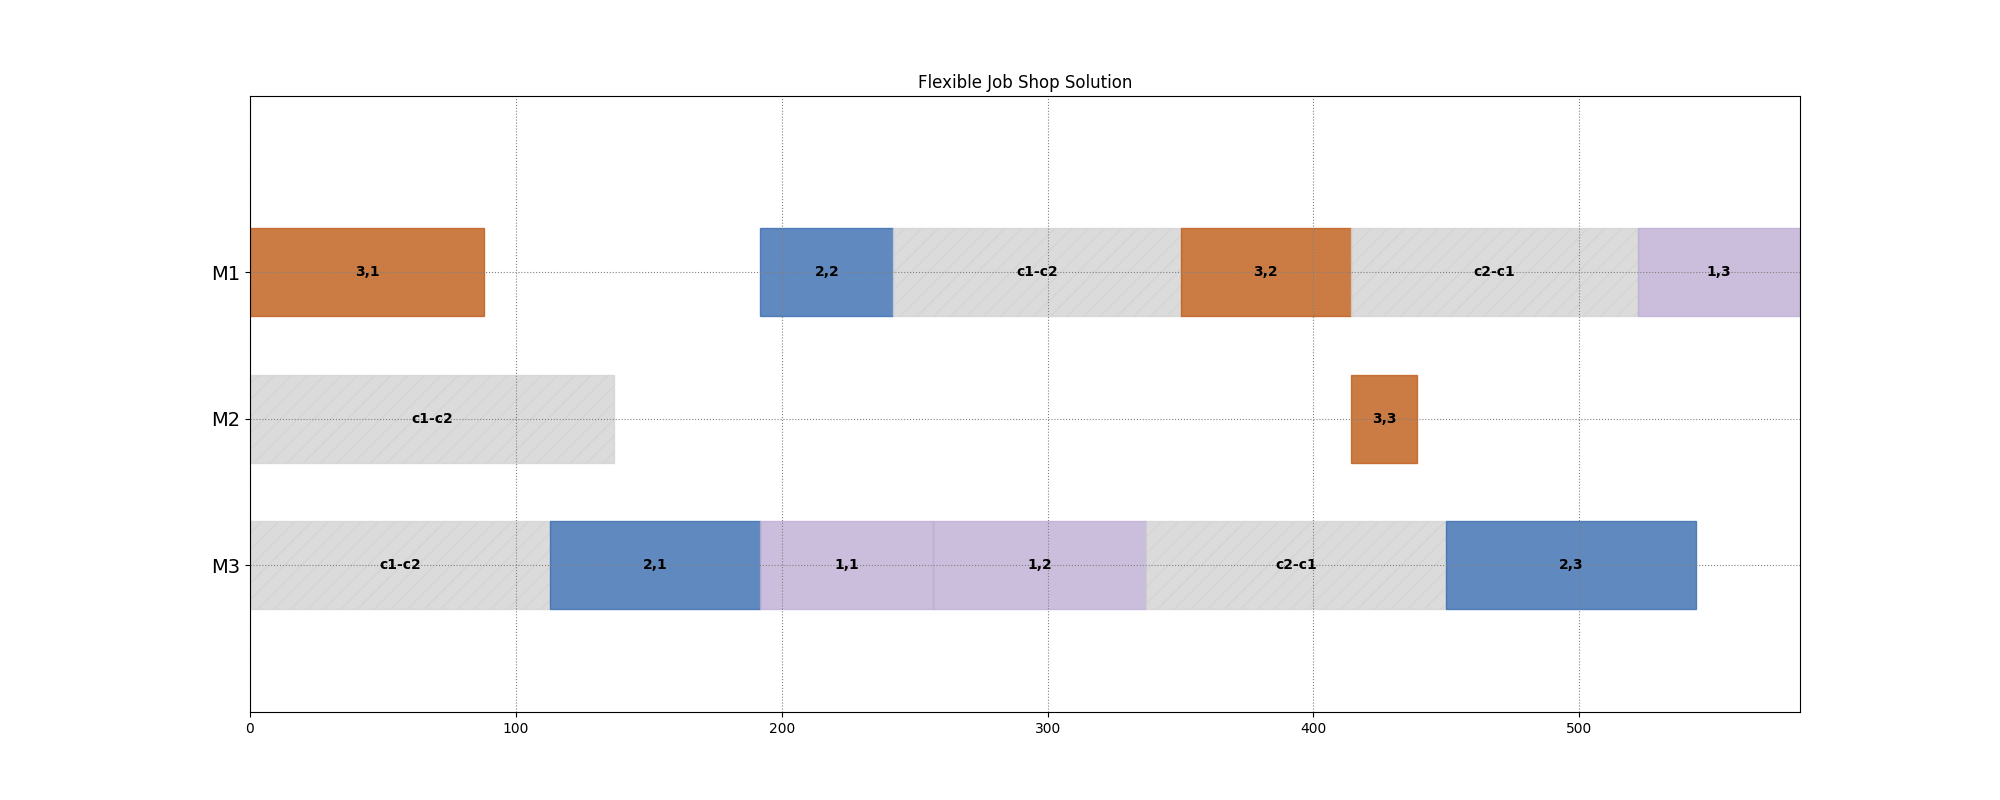 Flexible Job Shop Solution
M1
3,1
2,2
c1-c2
3,2
c2-c1
1,3
M2
c1-c2
3,3
M3
c1-c2
2,1
1,1
1,2
c2-c1
2,3
0
100
200
300
400
500